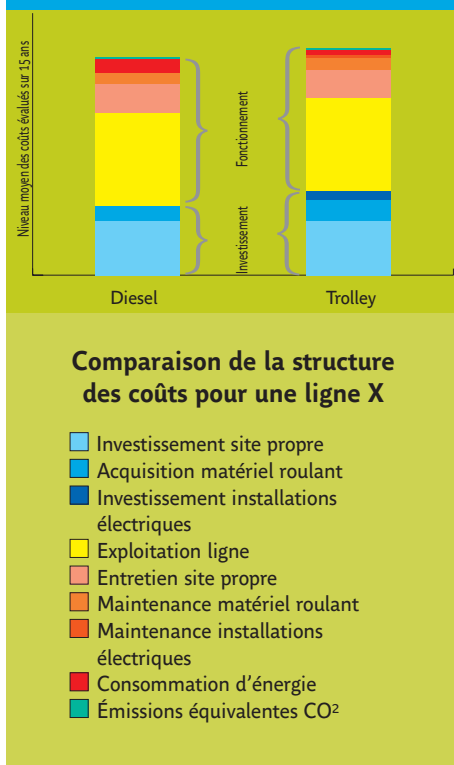 Niveau moyen des coûts évalués sur 15 ans
Fonctionnement
Investissement
Diesel
Trolley
Comparaison de la structure
des coûts pour une ligne X
Investissement site propre
Acquisition matériel roulant
Investissement installations
électriques
Exploitation ligne
Entretien site propre
Maintenance matériel roulant
Maintenance installations
électriques
Consommation d’énergie
Émissions équivalentes CO²